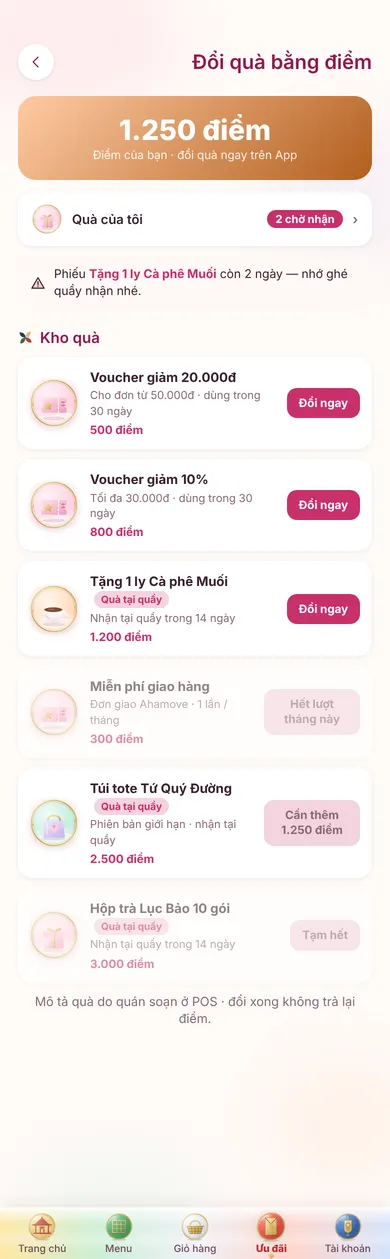 Đổi quà bằng điểm
1.250 điểm
Điểm của bạn · đổi quà ngay trên App
Quà của tôi
2 chờ nhận
Phiếu Tặng 1 ly Cà phê Muối còn 2 ngày — nhớ ghé
quầy nhận nhé.
Kho quà
Voucher giảm 20.000đ
Cho đơn từ 50.000đ · dùng trong
30 ngày
500 điểm
Đổi ngay
Voucher giảm 10%
Tối đa 30.000đ · dùng trong 30
ngày
800 điểm
Đổi ngay
Tặng 1 ly Cà phê Muối
Quà tại quầy
Nhận tại quầy trong 14 ngày
1.200 điểm
Đổi ngay
Miễn phí giao hàng
Đơn giao Ahamove · 1 lần /
tháng
300 điểm
Hết lượt
tháng này
Túi tote Tứ Quý Đường
Quà tại quầy
Phiên bản giới hạn · nhận tại
quầy
2.500 điểm
Cần thêm
1.250 điểm
Hộp trà Lục Bảo 10 gói
Quà tại quầy
Nhận tại quầy trong 14 ngày
3.000 điểm
Tạm hết
Mô tả quà do quán soạn ở POS · đổi xong không trả lại
điểm.
Trang chủ
Menu
Giỏ hàng
Ưu đãi
Tài khoản